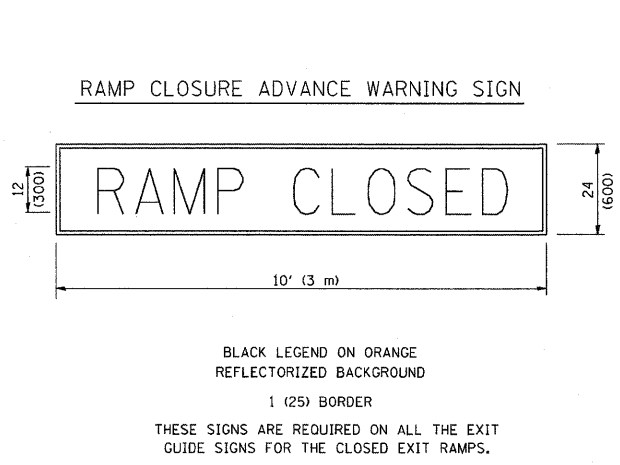 RAMP CLOSURE ADVANCE WARNING SIGN
RAMP CLOSED
12
(300)
24
(600)
10' (3 m)
BLACK LEGEND ON ORANGE
REFLECTORIZED BACKGROUND
1 (25) BORDER
THESE SIGNS ARE REQUIRED ON ALL THE EXIT
GUIDE SIGNS FOR THE CLOSED EXIT RAMPS.